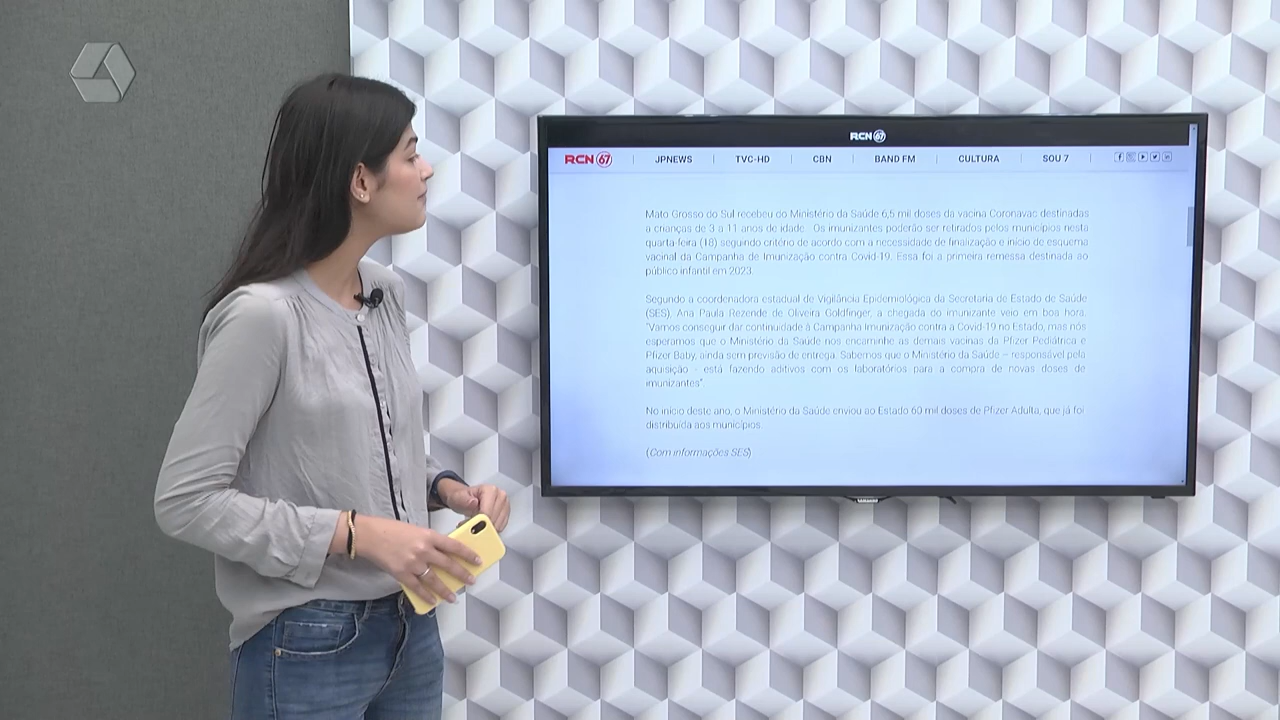 RCN 67
RCN 67 JPNEWS TVC-HD CBN BAND FM CULTURA SOU 7
Mato Grosso do Sul recebeu do Ministério da Saúde 6,5 mil doses da vacina Coronavac destinadas
a crianças de 3 a 11 anos de idade. Os imunizantes poderão ser retirados pelos municípios nesta
quarta-feira (18) seguindo critério de acordo com a necessidade de finalização e início de esquema
vacinal da Campanha de Imunização contra Covid-19. Essa foi a primeira remessa destinada ao
público infantil em 2023.
Segundo a coordenadora estadual de Vigilância Epidemiológica da Secretaria de Estado de Saúde
(SES), Ana Paula Rezende de Oliveira Goldfinger, a chegada do imunizante veio em boa hora.
"Vamos conseguir dar continuidade à Campanha Imunização contra a Covid-19 no Estado, mas nós
esperamos que o Ministério da Saúde nos encaminhe as demais vacinas da Pfizer Pediátrica e
Pfizer Baby, ainda sem previsão de entrega. Sabemos que o Ministério da Saúde – responsável pela
aquisição - está fazendo aditivos com os laboratórios para a compra de novas doses de
imunizantes"
No início deste ano, o Ministério da Saúde enviou ao Estado 60 mil doses de Pfizer Adulta, que já foi
distribuída aos municípios.
(Com informações SES)